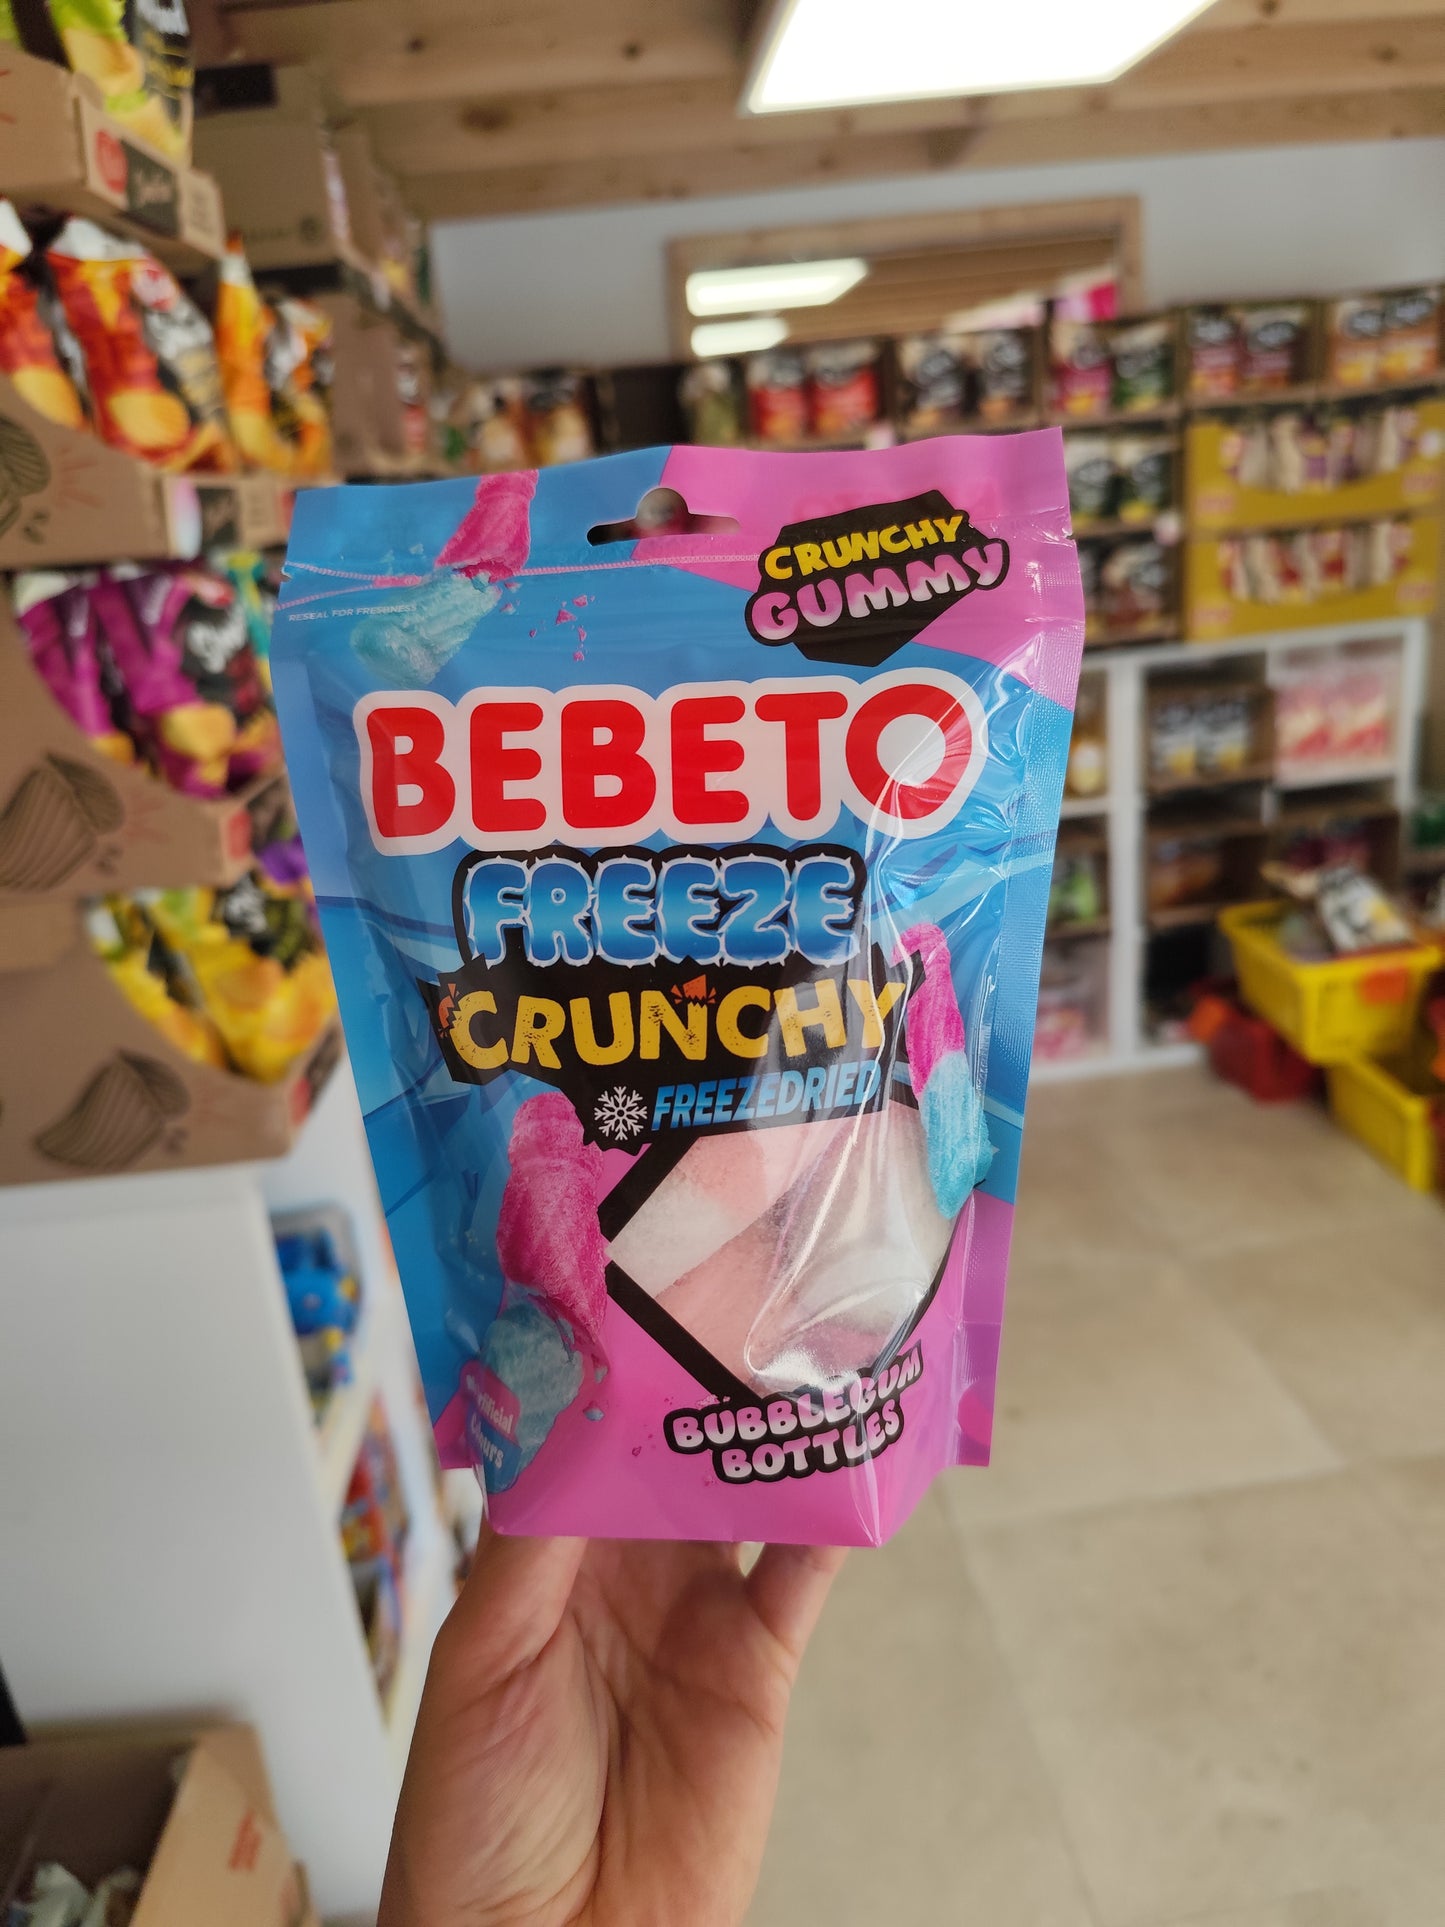 CRUNCHY
GUMMY
RESEAL FOR FRESHNESS
BEBETO
FREEZE
CRUNCHY
FREEZEDRIED
BUBBLEGUM
BOTTLES